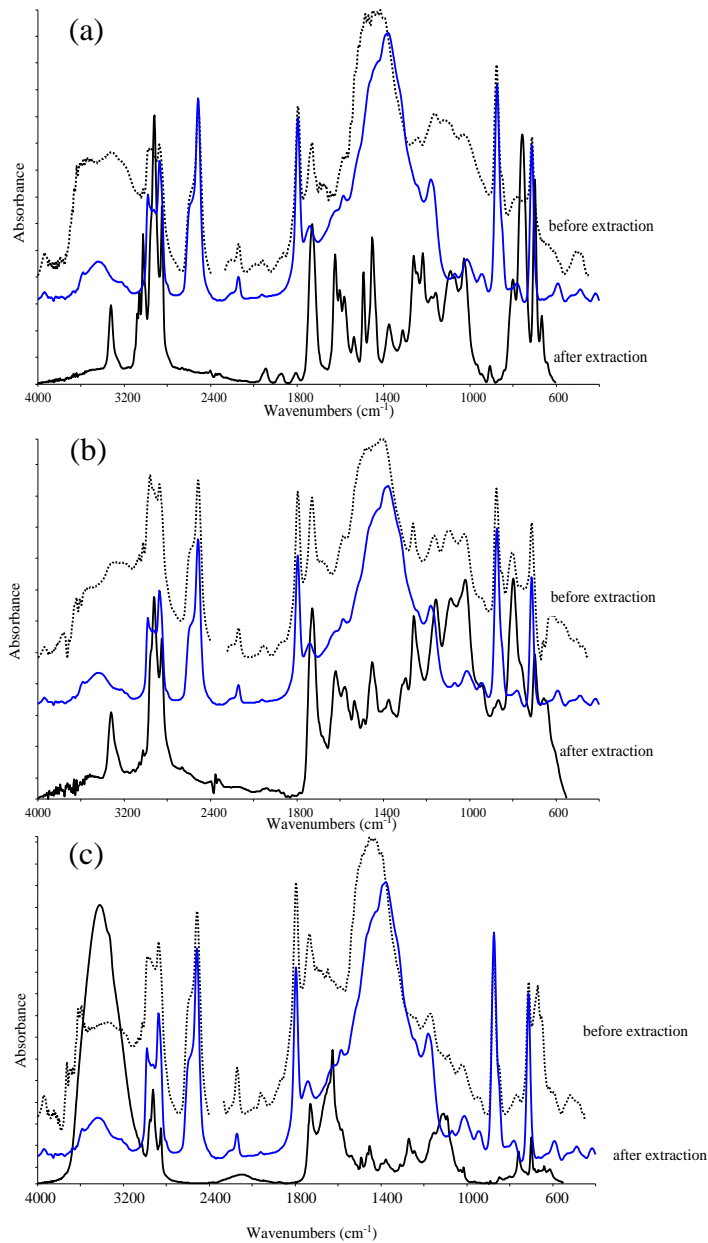 (a)
Absorbance
before extraction
after extraction
4000 3200 2400 1800 1400 1000 600
Wavenumbers (cm-1)
(b)
Absorbance
before extraction
after extraction
4000 3200 2400 1800 1400 1000 600
Wavenumbers (cm-1)
(c)
Absorbance
before extraction
after extraction
4000 3200 2400 1800 1400 1000 600
Wavenumbers (cm-1)